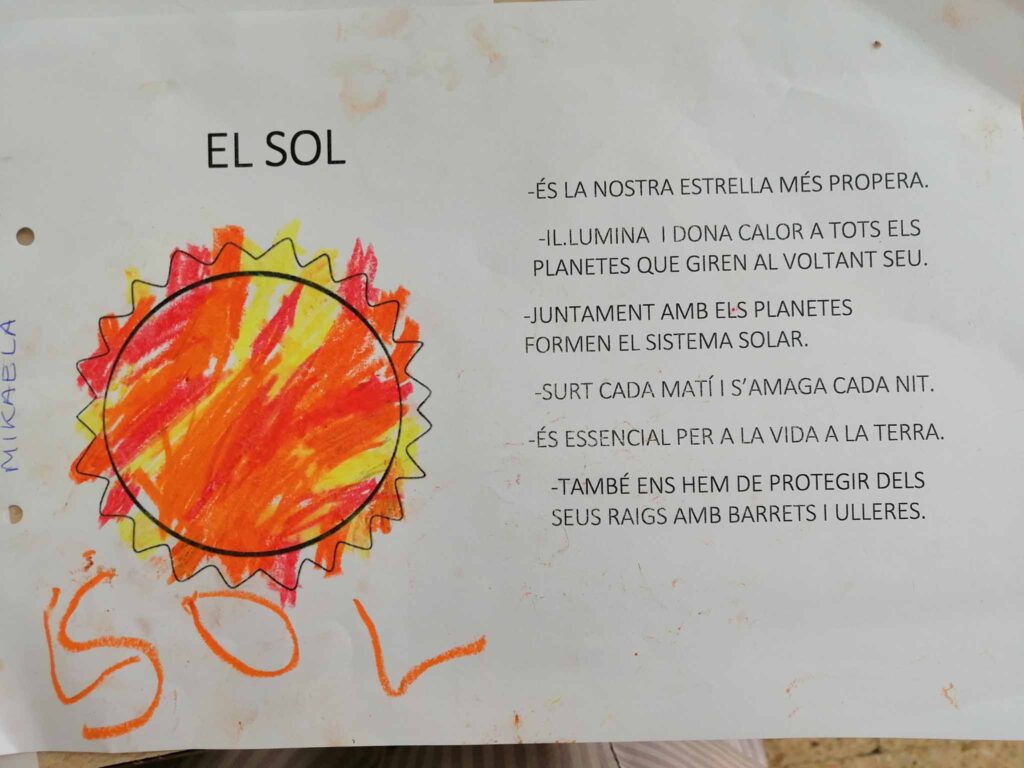 EL SOL
-ÉS LA NOSTRA ESTRELLA MÉS PROPERA.
-IL.LUMINA I DONA CALOR A TOTS ELS
PLANETES QUE GIREN AL VOLTANT SEU.
-JUNTAMENT AMB ELS PLANETES
FORMEN EL SISTEMA SOLAR.
-SURT CADA MATÍ I S'AMAGA CADA NIT.
-ÉS ESSENCIAL PER A LA VIDA A LA TERRA.
-TAMBÉ ENS HEM DE PROTEGIR DELS
SEUS RAIGS AMB BARRETS I ULLERES.
MIKAELA
SOL